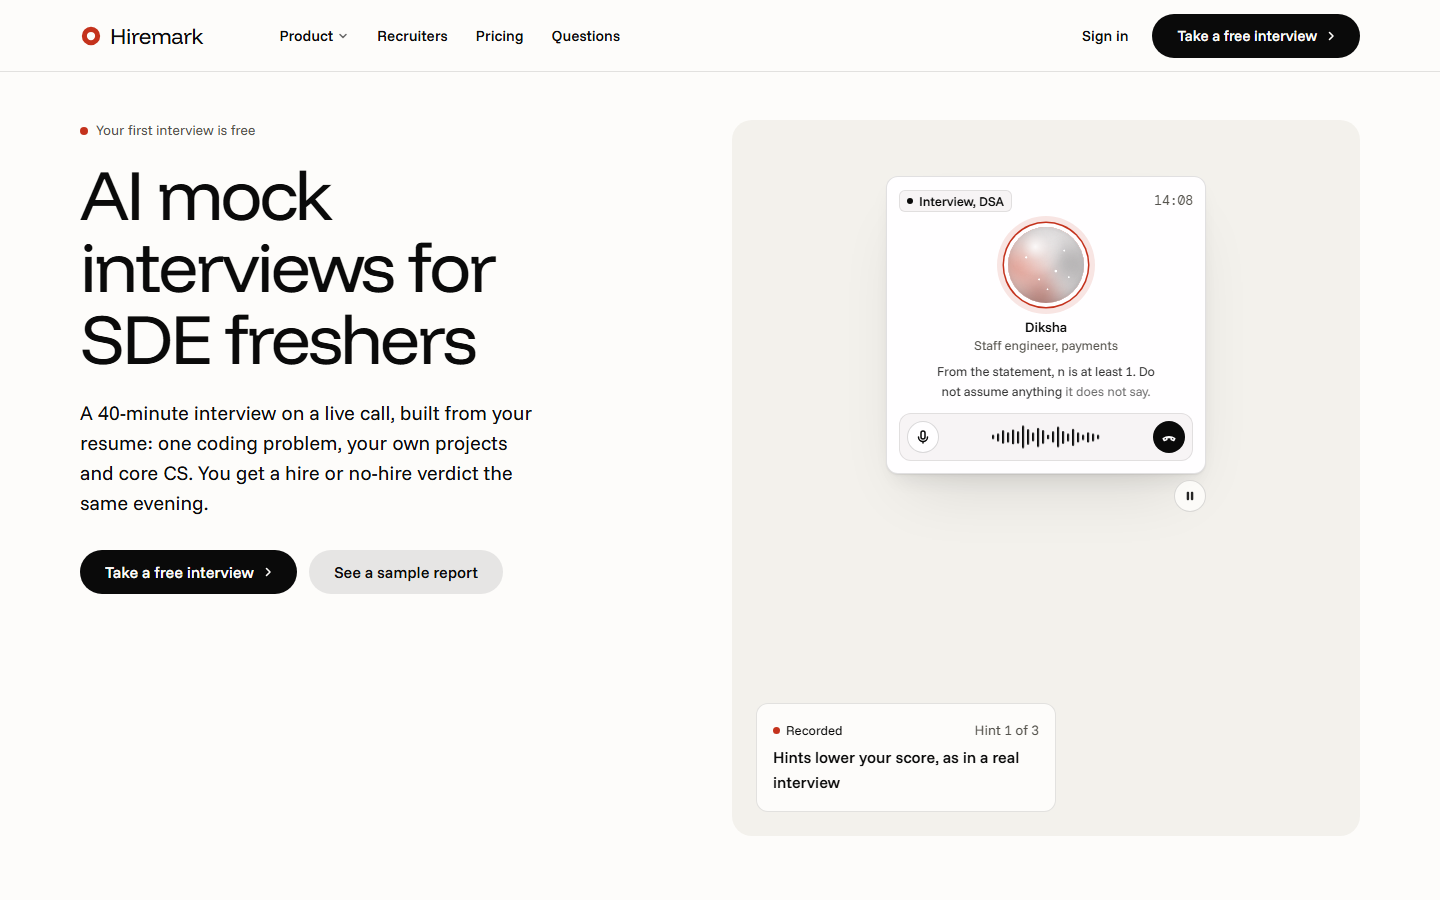 Hiremark
Product
Recruiters
Pricing
Questions
Sign in
Take a free interview
Your first interview is free
AI mock
interviews for
SDE freshers
A 40-minute interview on a live call, built from your
resume: one coding problem, your own projects
and core CS. You get a hire or no-hire verdict the
same evening.
Take a free interview
See a sample report
Interview, DSA
14:08
Diksha
Staff engineer, payments
From the statement, n is at least 1. Do
not assume anything it does not say.
Recorded
Hint 1 of 3
Hints lower your score, as in a real
interview